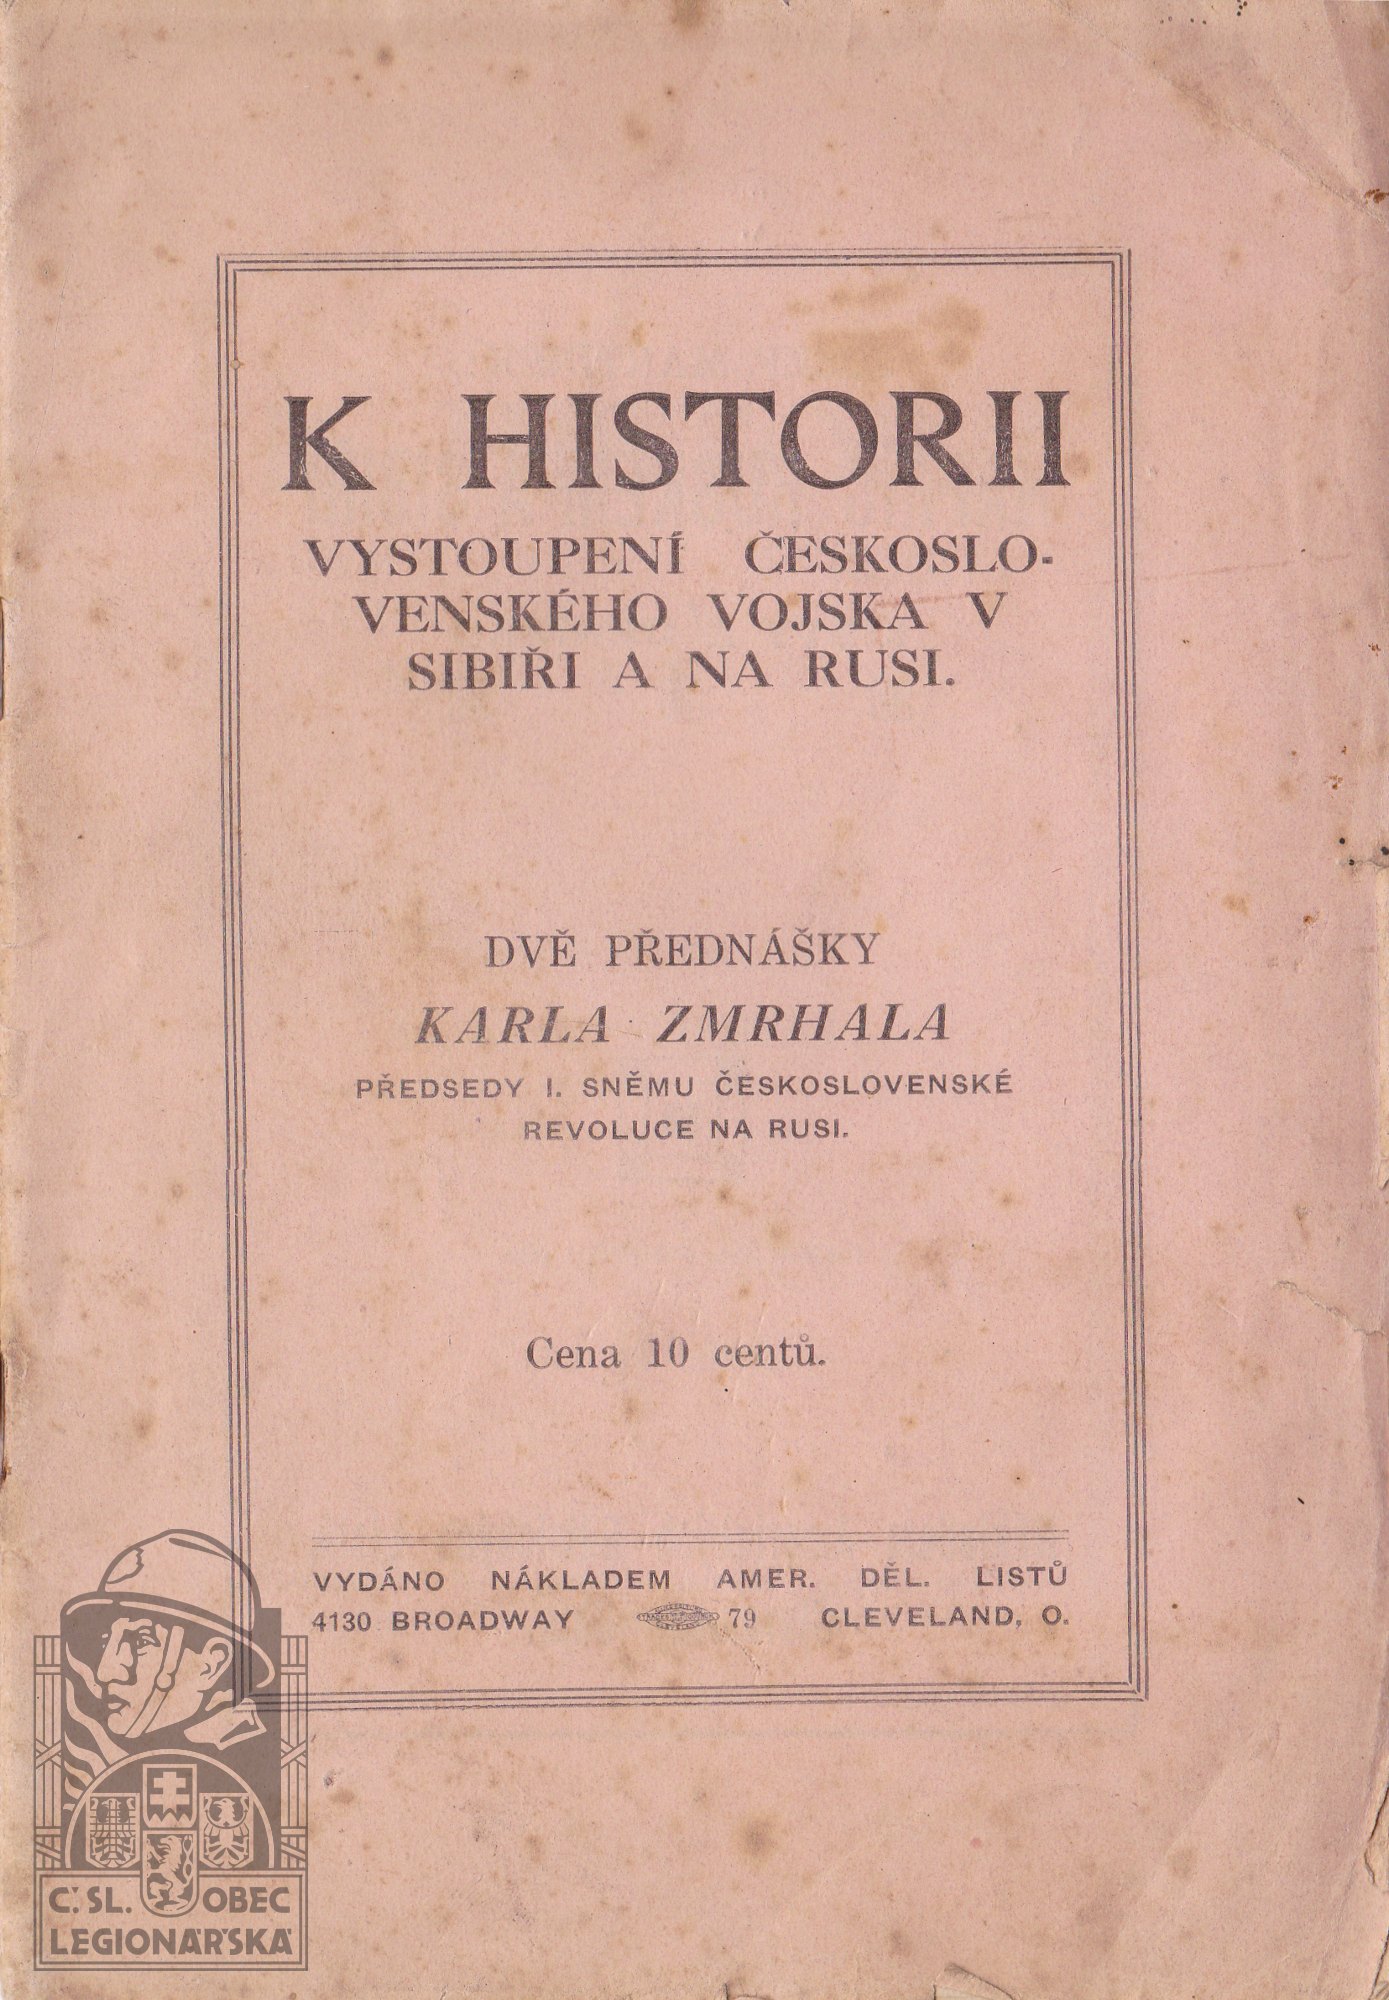 K HISTORII
VYSTOUPENÍ ČESKOSLO-
VENSKÉHO VOJSKA V
SIBIŘI A NA RUSI.
DVĚ PŘEDNÁŠKY
KARLA ZMRHALA
PŘEDSEDY I. SNĚMU ČESKOSLOVENSKÉ
REVOLUCE NA RUSI.
Cena 10 centů.
VYDÁNO NÁKLADEM AMER. DĚL. LISTŮ
4130 BROADWAY 79 CLEVELAND, O.
Č. SL. OBEC
LEGIONÁŘSKÁ